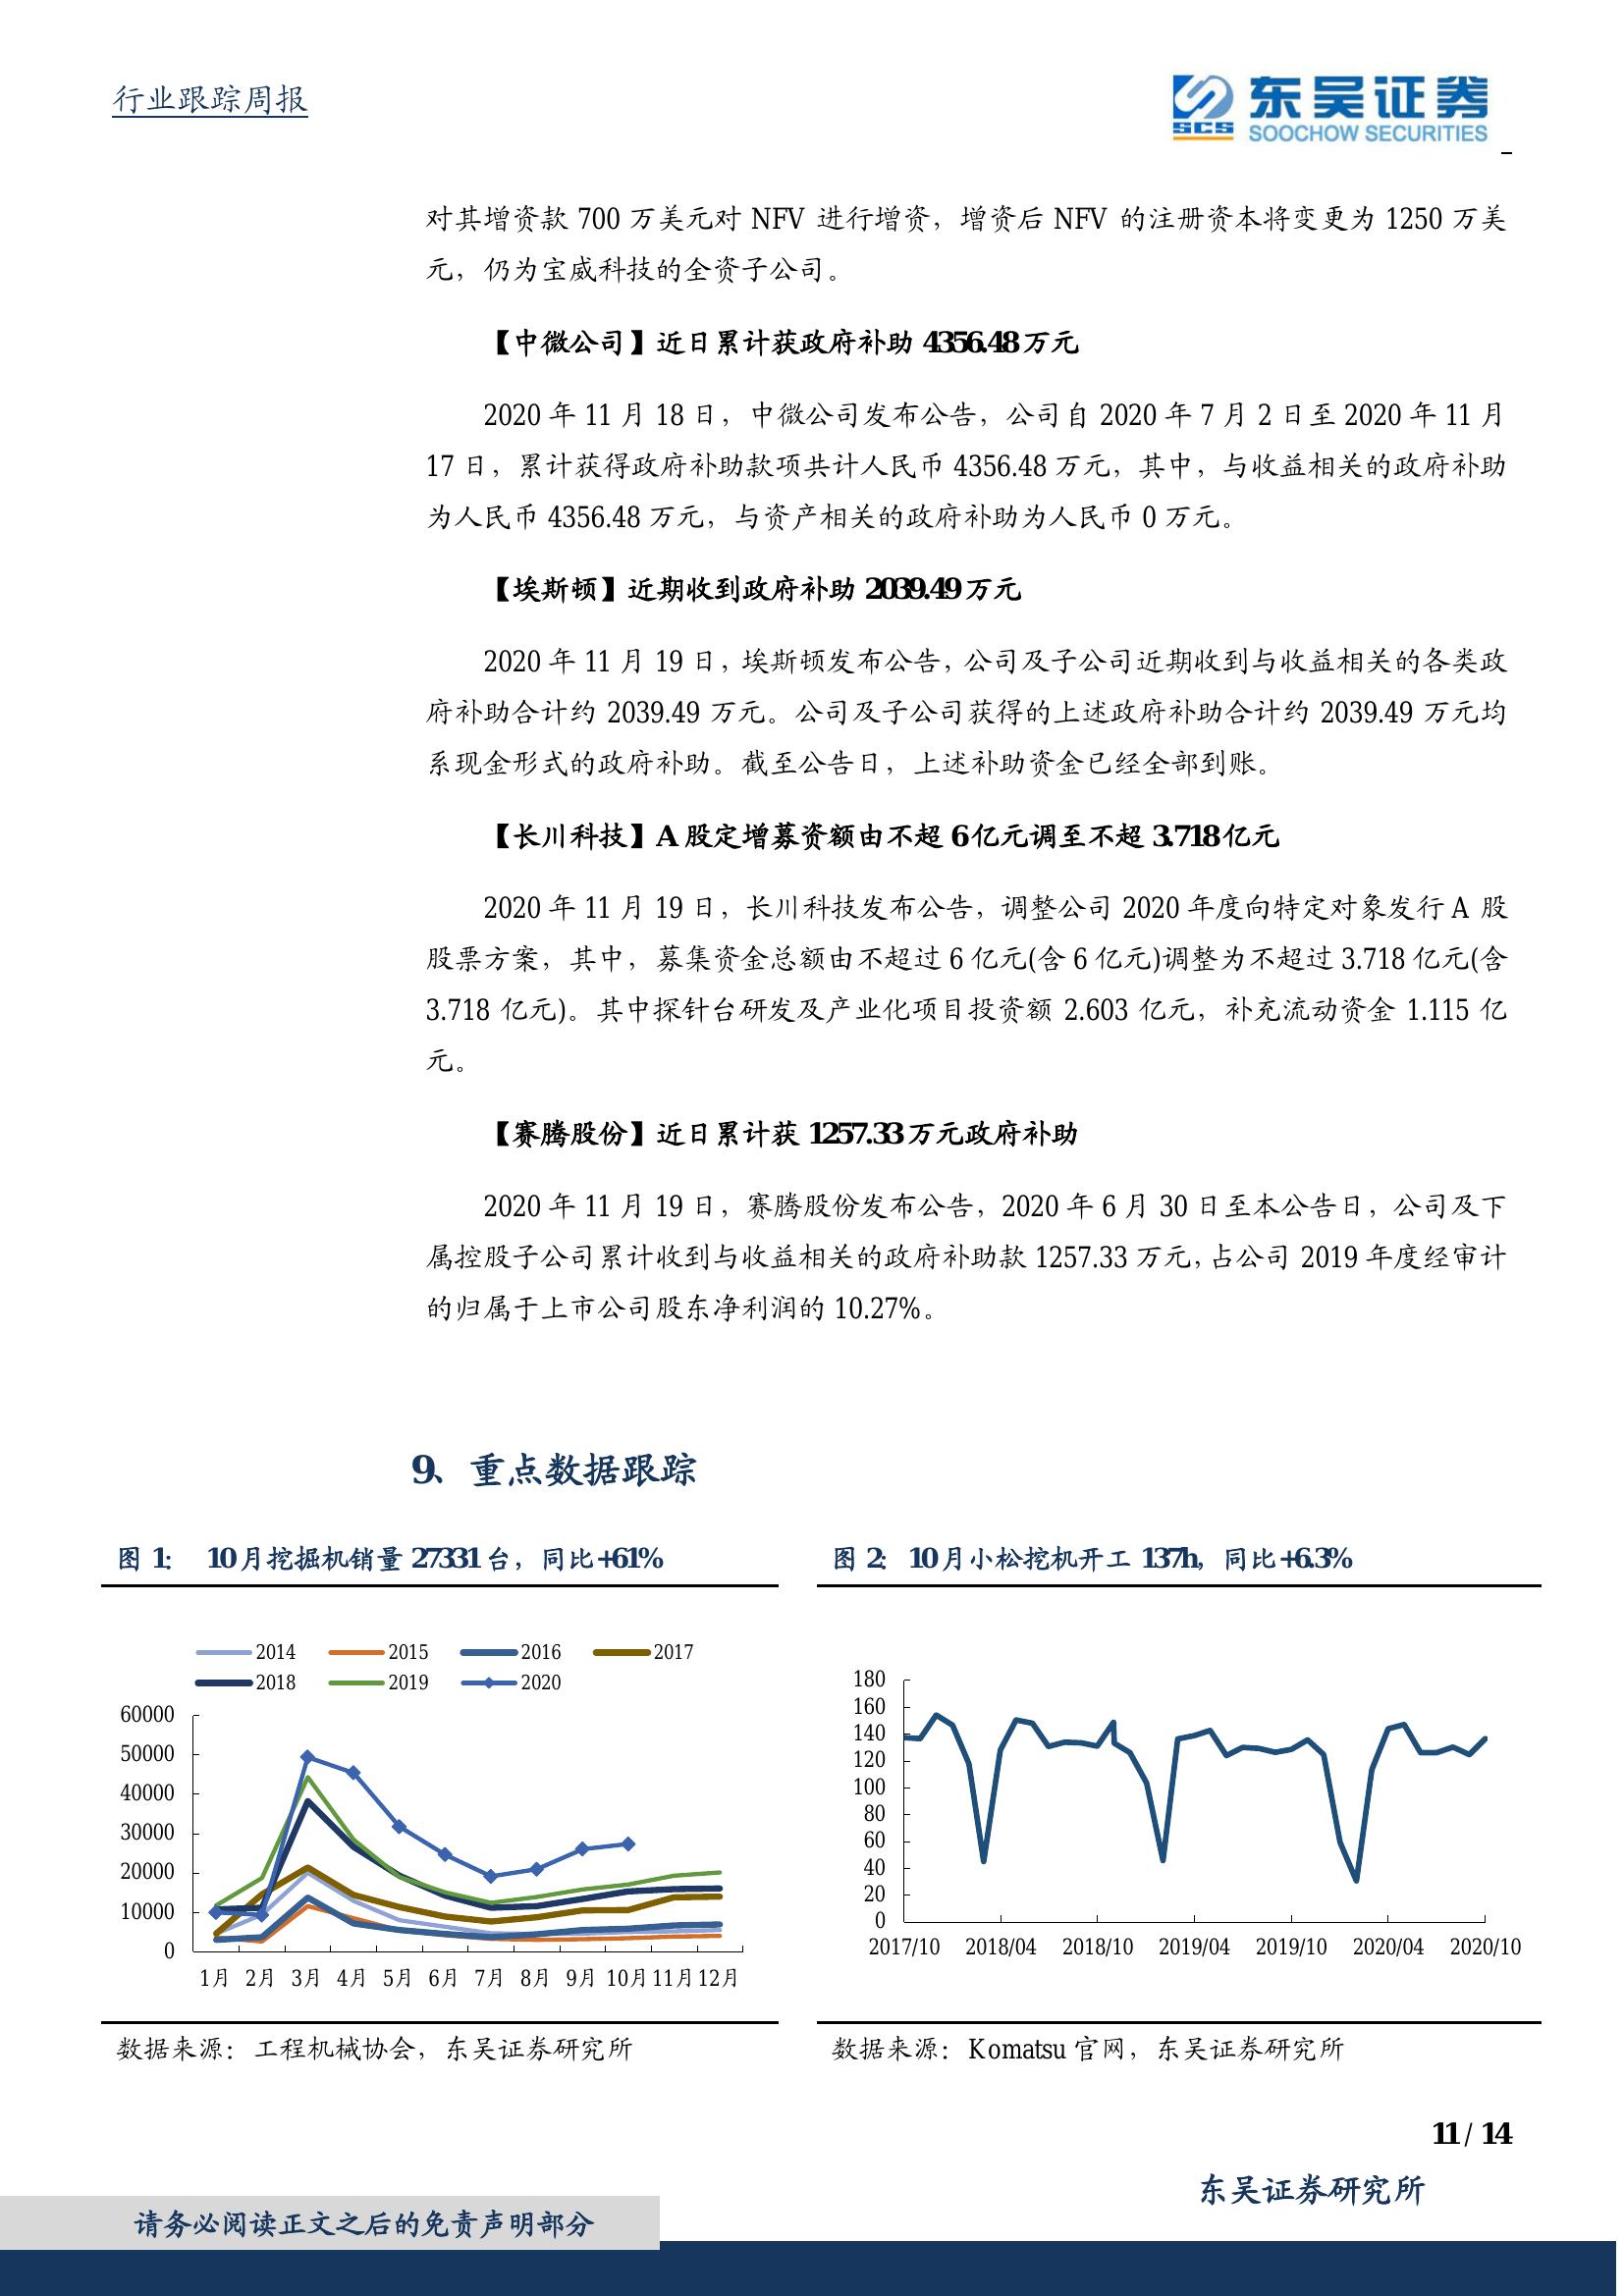 行业跟踪周报
SCS 东吴证券
SOOCHOW SECURITIES
对其增资款 700 万美元对 NFV 进行增资，增资后 NFV 的注册资本将变更为 1250 万美
元，仍为宝威科技的全资子公司。
【中微公司】近日累计获政府补助 4356.48 万元
2020 年 11 月 18 日，中微公司发布公告，公司自 2020 年 7 月 2 日至 2020 年 11 月
17 日，累计获得政府补助款项共计人民币 4356.48 万元，其中，与收益相关的政府补助
为人民币 4356.48 万元，与资产相关的政府补助为人民币 0 万元。
【埃斯顿】近期收到政府补助 2039.49 万元
2020 年 11 月 19 日，埃斯顿发布公告，公司及子公司近期收到与收益相关的各类政
府补助合计约 2039.49 万元。公司及子公司获得的上述政府补助合计约 2039.49 万元均
系现金形式的政府补助。截至公告日，上述补助资金已经全部到账。
【长川科技】A 股定增募资额由不超 6 亿元调至不超 3.718 亿元
2020 年 11 月 19 日，长川科技发布公告，调整公司 2020 年度向特定对象发行 A 股
股票方案，其中，募集资金总额由不超过 6 亿元(含 6 亿元)调整为不超过 3.718 亿元(含
3.718 亿元)。其中探针台研发及产业化项目投资额 2.603 亿元，补充流动资金 1.115 亿
元。
【赛腾股份】近日累计获 1257.33 万元政府补助
2020 年 11 月 19 日，赛腾股份发布公告，2020 年 6 月 30 日至本公告日，公司及下
属控股子公司累计收到与收益相关的政府补助款 1257.33 万元，占公司 2019 年度经审计
的归属于上市公司股东净利润的 10.27%。
9、重点数据跟踪
图 1： 10 月挖掘机销量 27331 台，同比+61%
2014 2015 2016 2017
2018 2019 2020
60000
50000
40000
30000
20000
10000
0
1月 2月 3月 4月 5月 6月 7月 8月 9月 10月 11月 12月
数据来源：工程机械协会，东吴证券研究所
图 2： 10 月小松挖机开工 137h，同比+6.3%
180
160
140
120
100
80
60
40
20
0
2017/10 2018/04 2018/10 2019/04 2019/10 2020/04 2020/10
数据来源：Komatsu 官网，东吴证券研究所
11 / 14
东吴证券研究所
请务必阅读正文之后的免责声明部分